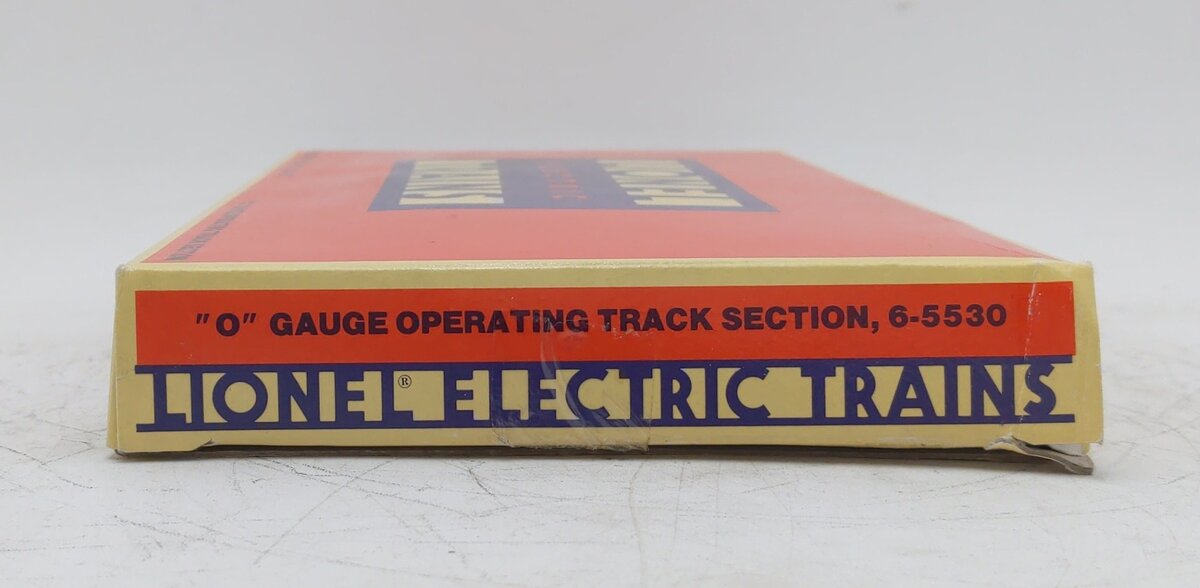 "O" GAUGE OPERATING TRACK SECTION, 6-5530
LIONEL® ELECTRIC TRAINS